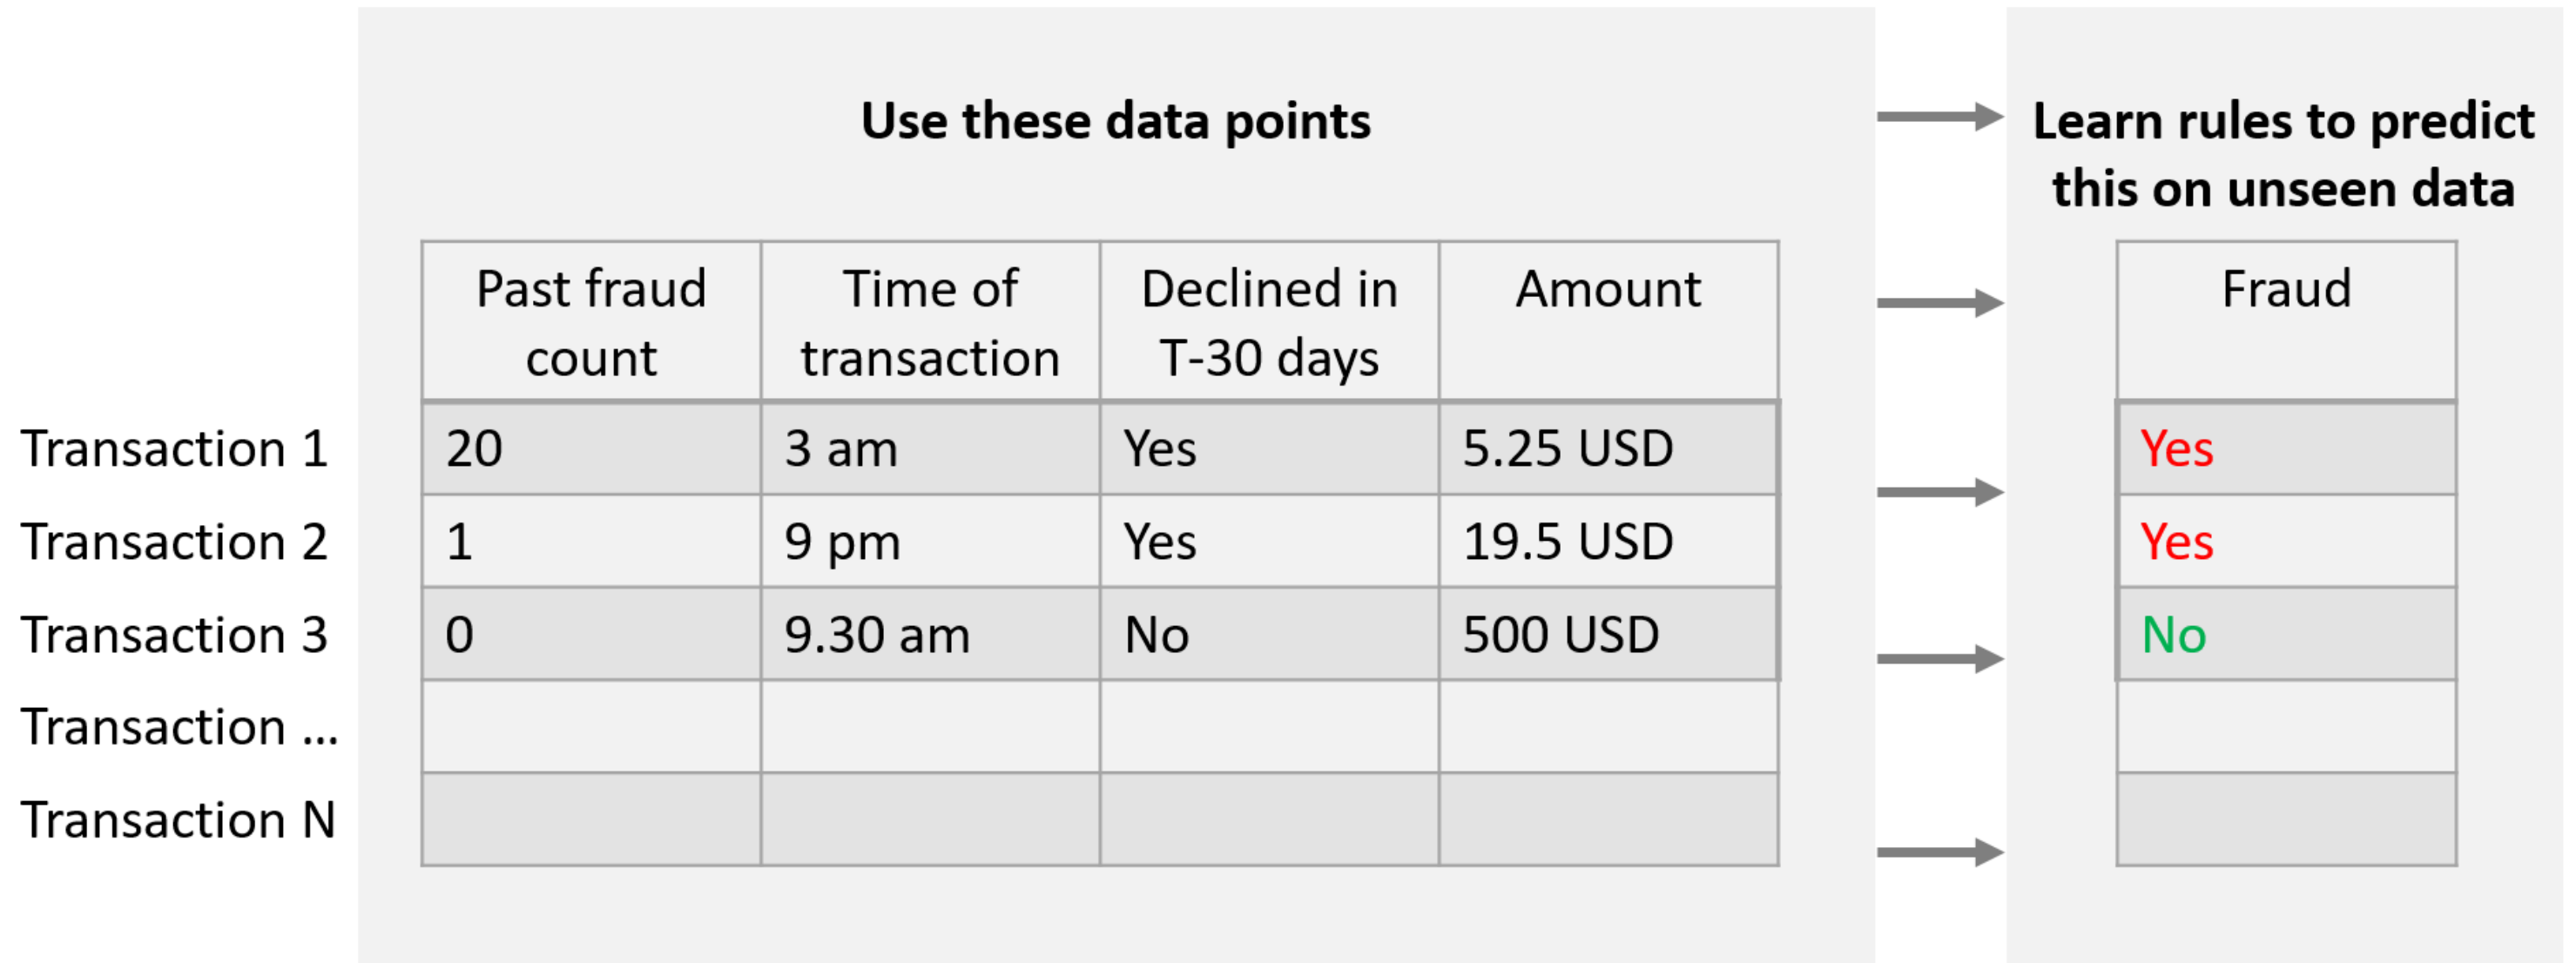 Use these data points
Learn rules to predict
this on unseen data
Past fraud count
Time of transaction
Declined in T-30 days
Amount
Fraud
Transaction 1 20 3 am Yes 5.25 USD Yes
Transaction 2 1 9 pm Yes 19.5 USD Yes
Transaction 3 0 9.30 am No 500 USD No
Transaction ...
Transaction N